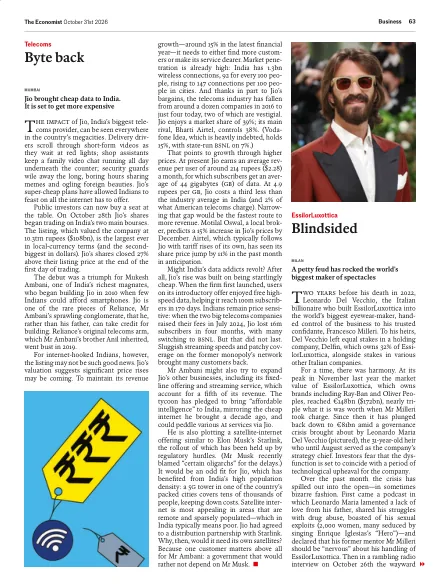 The Economist October 31st 2026
Business 63
Telecoms
Byte back
MUMBAI
Jio brought cheap data to India.
It is set to get more expensive
THE IMPACT of Jio, India's biggest tele-
coms provider, can be seen everywhere
in the country's megacities. Delivery driv-
ers scroll through short-form videos as
they wait at red lights; shop assistants
keep a family video chat running all day
underneath the counter; security guards
wile away the long, boring hours sharing
memes and ogling foreign beauties. Jio's
super-cheap plans have allowed Indians to
feast on all the internet has to offer.
Public investors can now buy a seat at
the table. On October 28th Jio's shares
began trading on India's two main bourses.
The listing, which valued the company at
10.3trn rupees ($108bn), is the largest ever
in local-currency terms (and the second-
biggest in dollars). Jio's shares closed 27%
above their listing price at the end of the
first day of trading.
The debut was a triumph for Mukesh
Ambani, one of India's richest magnates,
who began building Jio in 2010 when few
Indians could afford smartphones. Jio is
one of the rare pieces of Reliance, Mr
Ambani's sprawling conglomerate, that he,
rather than his father, can take credit for
building. Reliance's original telecoms arm,
which Mr Ambani's brother Anil inherited,
went bust in 2019.
For internet-hooked Indians, however,
the listing may not be such good news. Jio's
valuation suggests significant price rises
may be coming. To maintain its revenue
growth—around 15% in the latest financial
year—it needs to either find more custom-
ers or make its service dearer. Market pene-
tration is already high: India has 1.3bn
wireless connections, 92 for every 100 peo-
ple, rising to 147 connections per 100 peo-
ple in cities. And thanks in part to Jio's
bargains, the telecoms industry has fallen
from around a dozen companies in 2016 to
just four today, two of which are vestigial.
Jio enjoys a market share of 39%; its main
rival, Bharti Airtel, controls 38%. (Voda-
fone Idea, which is heavily indebted, holds
15%, with state-run BSNL on 7%.)
That points to growth through higher
prices. At present Jio earns an average rev-
enue per user of around 214 rupees ($2.28)
a month, for which subscribers get an aver-
age of 44 gigabytes (GB) of data. At 4.9
rupees per GB, Jio costs a third less than
the industry average in India (and 2% of
what American telecoms charge). Narrow-
ing that gap would be the fastest route to
more revenue. Motilal Oswal, a local bro-
ker, predicts a 15% increase in Jio's prices by
December. Airtel, which typically follows
Jio with tariff rises of its own, has seen its
share price jump by 11% in the past month
in anticipation.
Might India's data addicts revolt? After
all, Jio's rise was built on being startlingly
cheap. When the firm first launched, users
on its introductory offer enjoyed free high-
speed data, helping it reach 100m subscrib-
ers in 170 days. Indians remain price sensi-
tive: when the two big telecoms companies
raised their fees in July 2024, Jio lost 16m
subscribers in four months, with many
switching to BSNL. But that did not last.
Sluggish streaming speeds and patchy cov-
erage on the former monopoly's network
brought many customers back.
Mr Ambani might also try to expand
Jio's other businesses, including its fixed-
line offering and streaming service, which
account for a fifth of its revenue. The
tycoon has pledged to bring "affordable
intelligence" to India, mirroring the cheap
internet he brought a decade ago, and
could peddle various AI services via Jio.
He is also plotting a satellite-internet
offering similar to Elon Musk's Starlink,
the rollout of which has been held up by
regulatory hurdles. (Mr Musk recently
blamed "certain oligarchs" for the delays.)
It would be an odd fit for Jio, which has
benefited from India's high population
density: a 5G tower in one of the country's
packed cities covers tens of thousands of
people, keeping down costs. Satellite inter-
net is most appealing in areas that are
remote and sparsely populated—which in
India typically means poor. Jio had agreed
to a distribution partnership with Starlink.
Why, then, would it need its own satellites?
Because one customer matters above all
for Mr Ambani: a government that would
rather not depend on Mr Musk. ■
EssilorLuxottica
Blindsided
MILAN
A petty feud has rocked the world's
biggest maker of spectacles
TWO YEARS before his death in 2022,
Leonardo Del Vecchio, the Italian
billionaire who built EssilorLuxottica into
the world's biggest eyewear-maker, hand-
ed control of the business to his trusted
confidante, Francesco Milleri. To his heirs,
Del Vecchio left equal stakes in a holding
company, Delfin, which owns 32% of Essi-
lorLuxottica, alongside stakes in various
other Italian companies.
For a time, there was harmony. At its
peak in November last year the market
value of EssilorLuxottica, which owns
brands including Ray-Ban and Oliver Peo-
ples, reached €148bn ($172bn), nearly tri-
ple what it is was worth when Mr Milleri
took charge. Since then it has plunged
back down to €81bn amid a governance
crisis brought about by Leonardo Maria
Del Vecchio (pictured), the 31-year-old heir
who until August served as the company's
strategy chief. Investors fear that the dys-
function is set to coincide with a period of
technological upheaval for the company.
Over the past month the crisis has
spilled out into the open—in sometimes
bizarre fashion. First came a podcast in
which Leonardo Maria lamented a lack of
love from his father, shared his struggles
with drug abuse, boasted of his sexual
exploits (2,000 women, many seduced by
singing Enrique Iglesias's "Hero")—and
declared that his former mentor Mr Milleri
should be "nervous" about his handling of
EssilorLuxottica. Then in a rambling radio
interview on October 26th the wayward